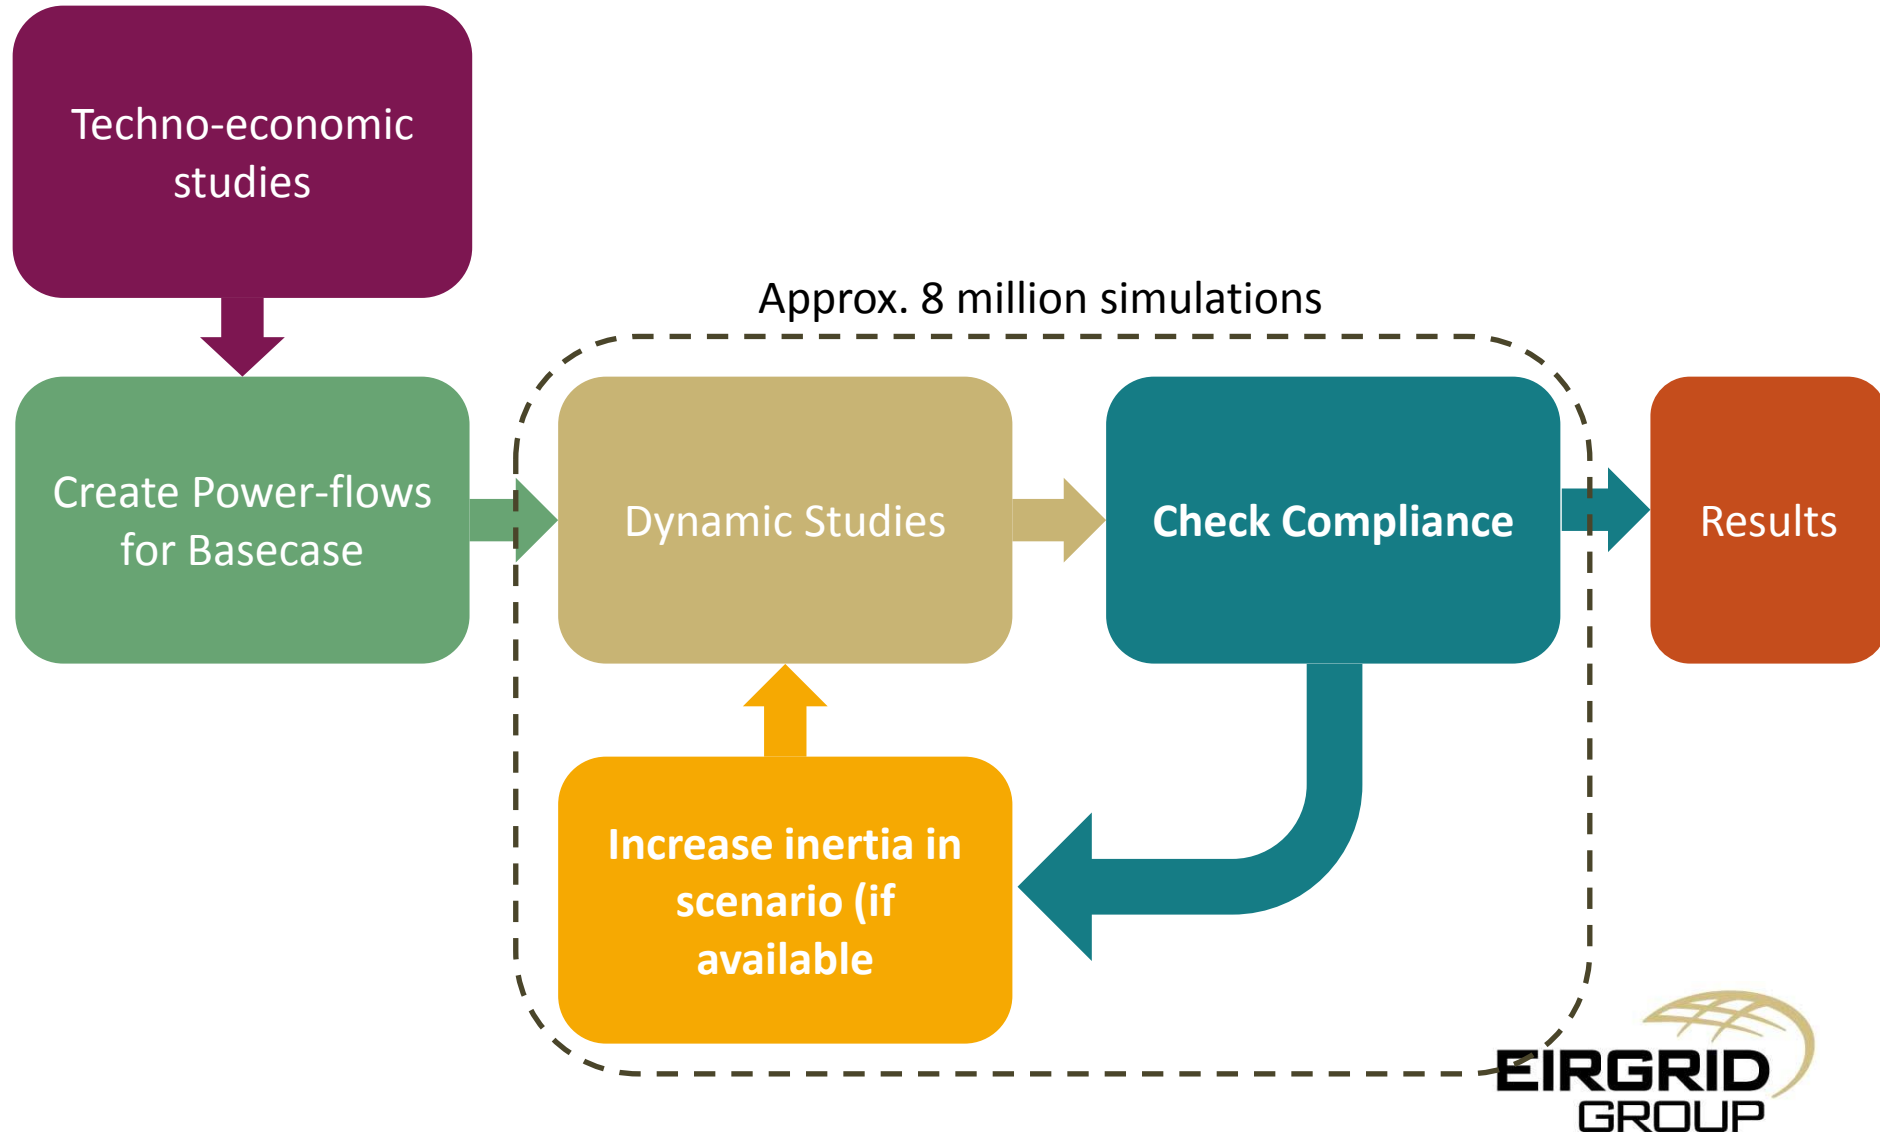 Techno-economic
studies
Approx. 8 million simulations
Create Power-flows
for Basecase
Dynamic Studies
Check Compliance
Results
Increase inertia in
scenario (if
available
EIRGRID
GROUP